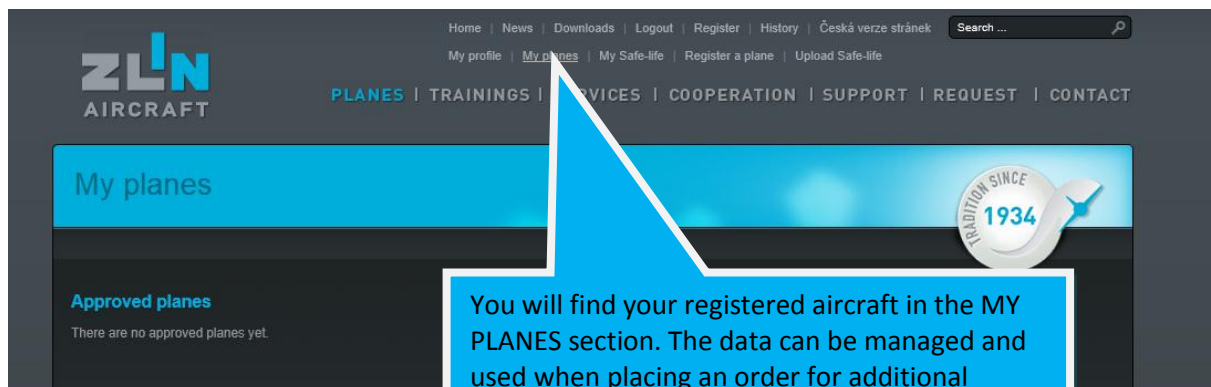 Home | News | Downloads | Logout | Register | History | Česká verze stránek
Search ...
My profile | My planes | My Safe-life | Register a plane | Upload Safe-life
ZLIN
AIRCRAFT
PLANES | TRAININGS | RVICES | COOPERATION | SUPPORT | REQUEST | CONTACT
My planes
TRADITION SINCE
1934
Approved planes
There are no approved planes yet.
You will find your registered aircraft in the MY
PLANES section. The data can be managed and
used when placing an order for additional